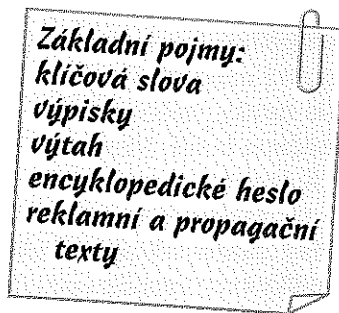 Základní pojmy:
klíčová slova
výpisky
výtah
encyklopedické heslo
reklamní a propagační
texty